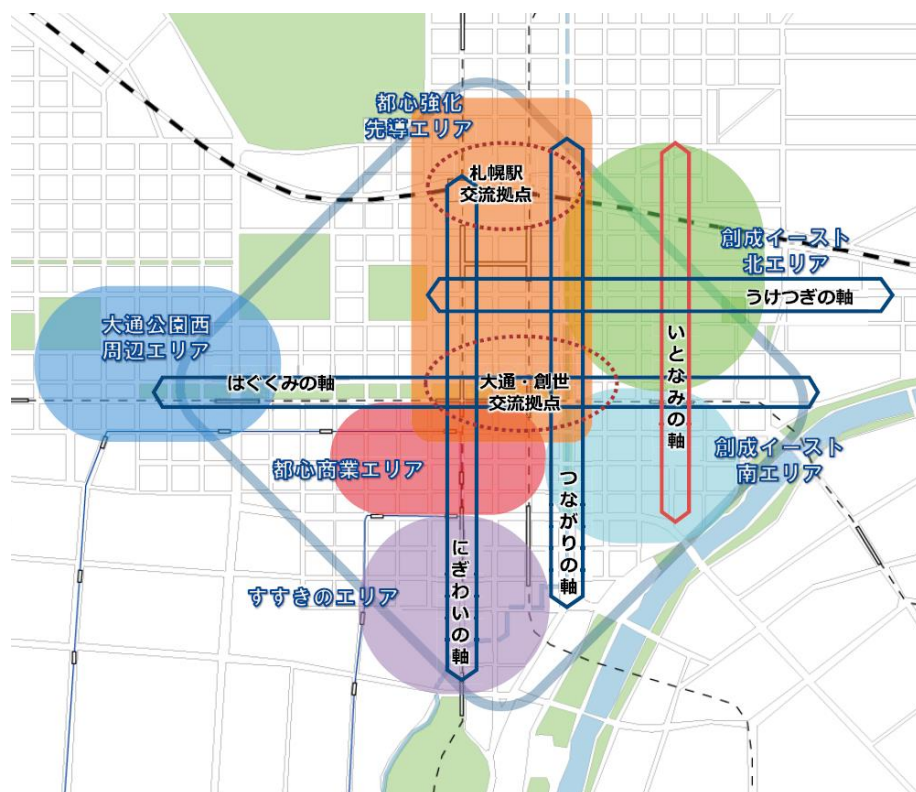 都心強化
先導エリア
札幌駅
交流拠点
創成イースト
北エリア
うけつぎの軸
大通公園西
周辺エリア
いとなみの軸
はぐくみの軸
大通・創世
交流拠点
都心商業エリア
創成イースト
南エリア
つながりの軸
にぎわいの軸
すすきのエリア